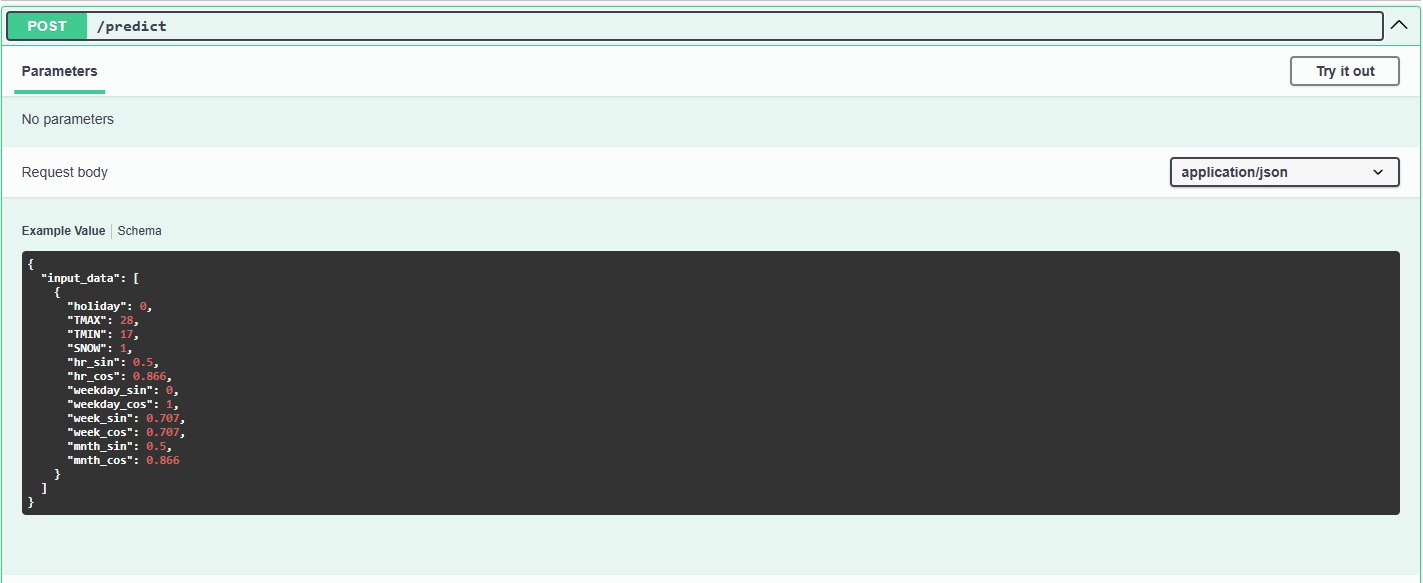 POST /predict
Parameters
Try it out
No parameters
Request body
application/json
Example Value | Schema
{
  "input_data": [
    {
      "holiday": 0,
      "TMAX": 28,
      "TMIN": 17,
      "SNOW": 1,
      "hr_sin": 0.5,
      "hr_cos": 0.866,
      "weekday_sin": 0,
      "weekday_cos": 1,
      "week_sin": 0.707,
      "week_cos": 0.707,
      "mnth_sin": 0.5,
      "mnth_cos": 0.866
    }
  ]
}